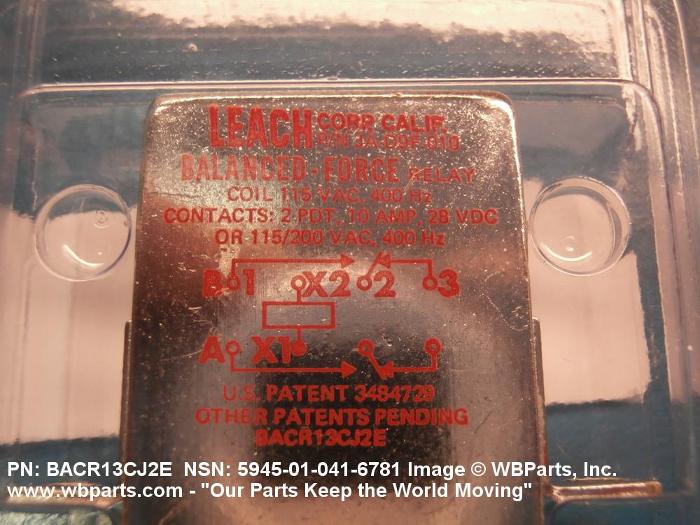 LEACH CORP. CALIF.
P/N JA-D9F-010
BALANCED - FORCE RELAY
COIL 115 VAC, 400 Hz
CONTACTS: 2 PDT, 10 AMP, 28 VDC
OR 115/200 VAC, 400 Hz
B 1 X2 2 3
A X1
U.S. PATENT 3484729
OTHER PATENTS PENDING
BACR13CJ2E
PN: BACR13CJ2E NSN: 5945-01-041-6781 Image © WBParts, Inc.
www.wbparts.com - "Our Parts Keep the World Moving"